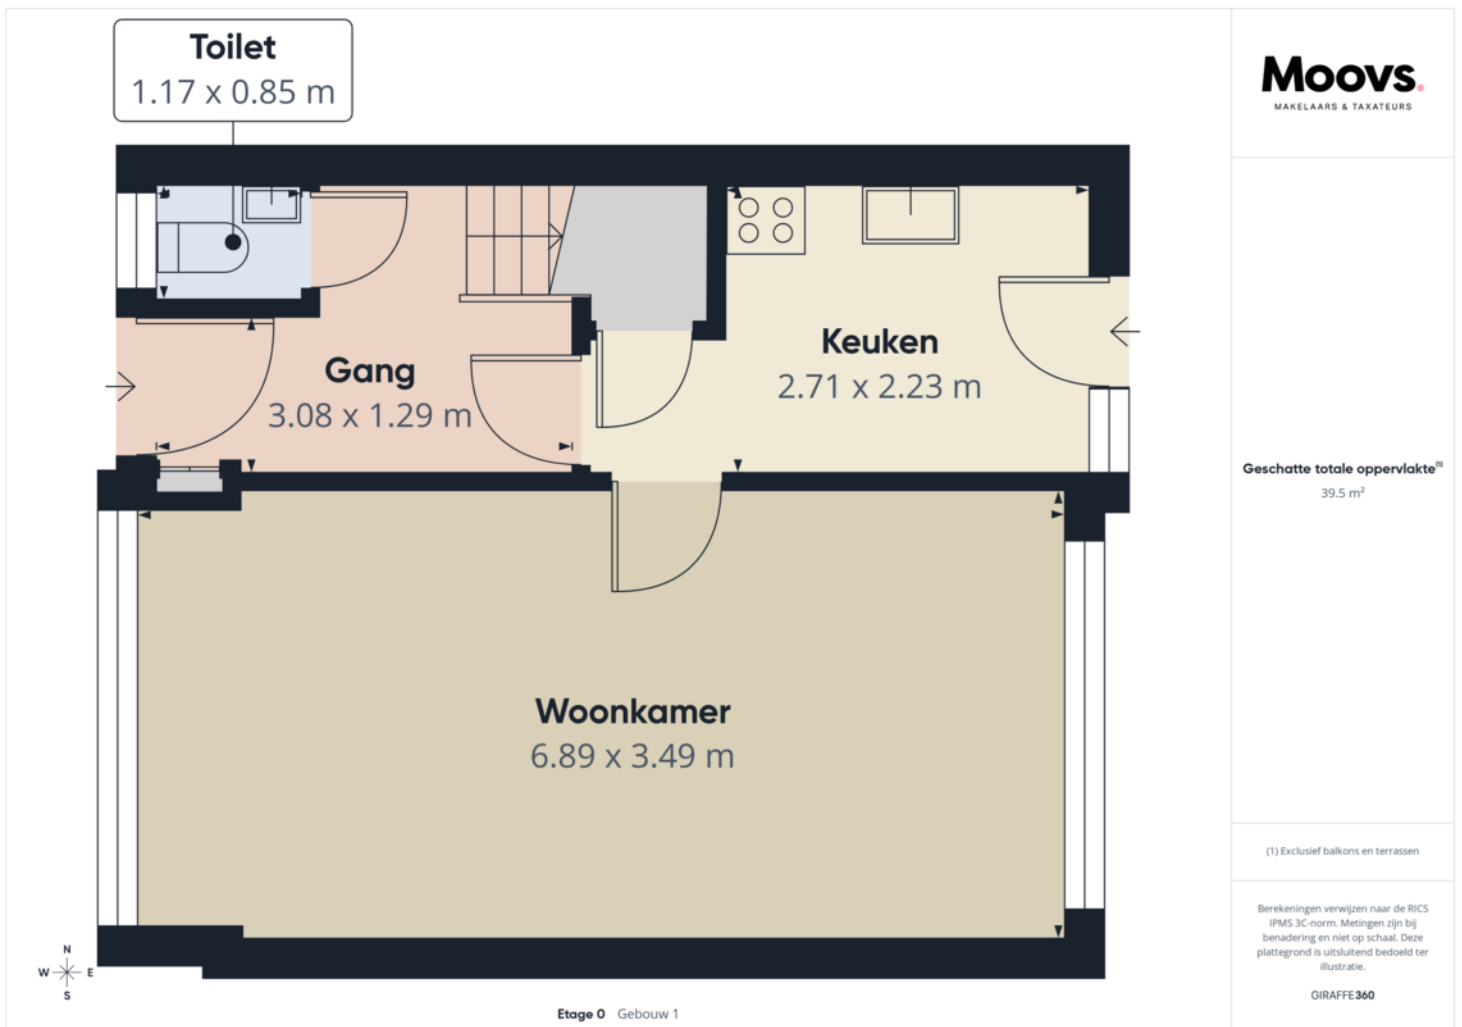 Toilet
1.17 x 0.85 m
Gang
3.08 x 1.29 m
Keuken
2.71 x 2.23 m
Woonkamer
6.89 x 3.49 m
N
W E
S
Etage 0 Gebouw 1
Moovs.
MAKELAARS & TAXATEURS
Geschatte totale oppervlakte⁽¹⁾
39.5 m²
(1) Exclusief balkons en terrassen
Berekeningen verwijzen naar de RICS
IPMS 3C-norm. Metingen zijn bij
benadering en niet op schaal. Deze
plattegrond is uitsluitend bedoeld ter
illustratie.
GIRAFFE360